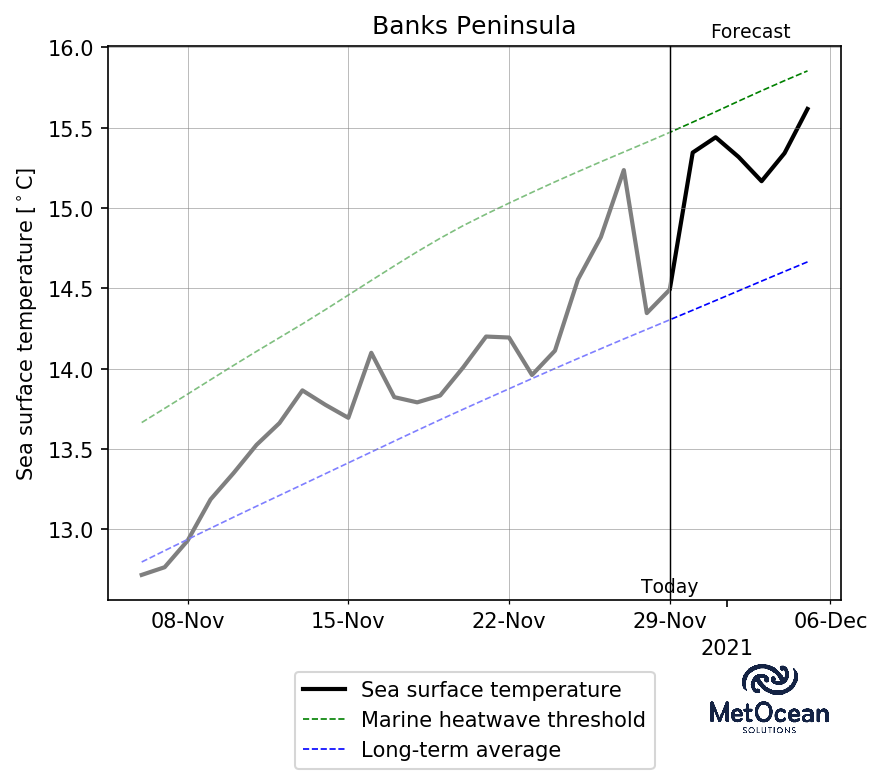 Banks Peninsula
Forecast
16.0
15.5
15.0
14.5
14.0
13.5
13.0
Sea surface temperature [°C]
Today
08-Nov
15-Nov
22-Nov
29-Nov
06-Dec
2021
Sea surface temperature
Marine heatwave threshold
Long-term average
MetOcean
SOLUTIONS